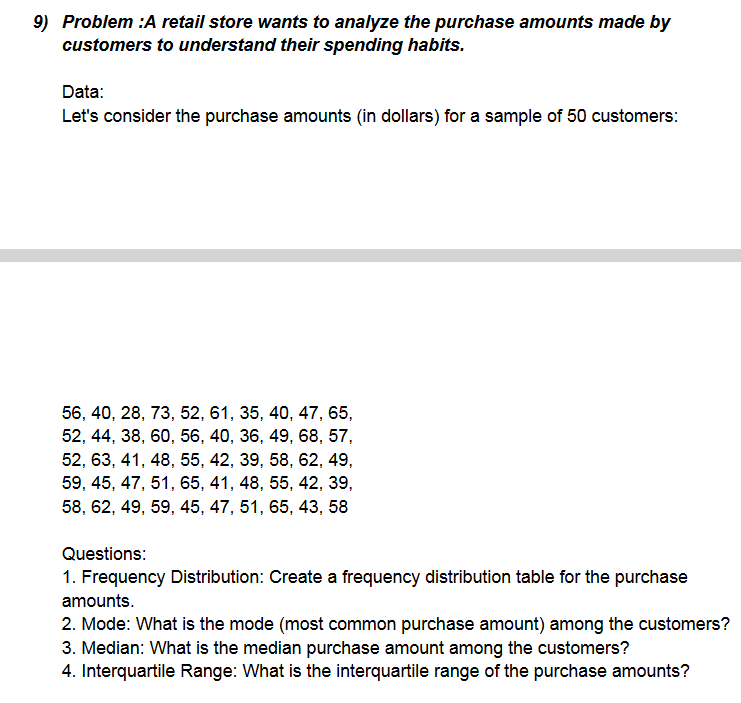 9) Problem :A retail store wants to analyze the purchase amounts made by
customers to understand their spending habits.
Data:
Let's consider the purchase amounts (in dollars) for a sample of 50 customers:
56, 40, 28, 73, 52, 61, 35, 40, 47, 65,
52, 44, 38, 60, 56, 40, 36, 49, 68, 57,
52, 63, 41, 48, 55, 42, 39, 58, 62, 49,
59, 45, 47, 51, 65, 41, 48, 55, 42, 39,
58, 62, 49, 59, 45, 47, 51, 65, 43, 58
Questions:
1. Frequency Distribution: Create a frequency distribution table for the purchase
amounts.
2. Mode: What is the mode (most common purchase amount) among the customers?
3. Median: What is the median purchase amount among the customers?
4. Interquartile Range: What is the interquartile range of the purchase amounts?